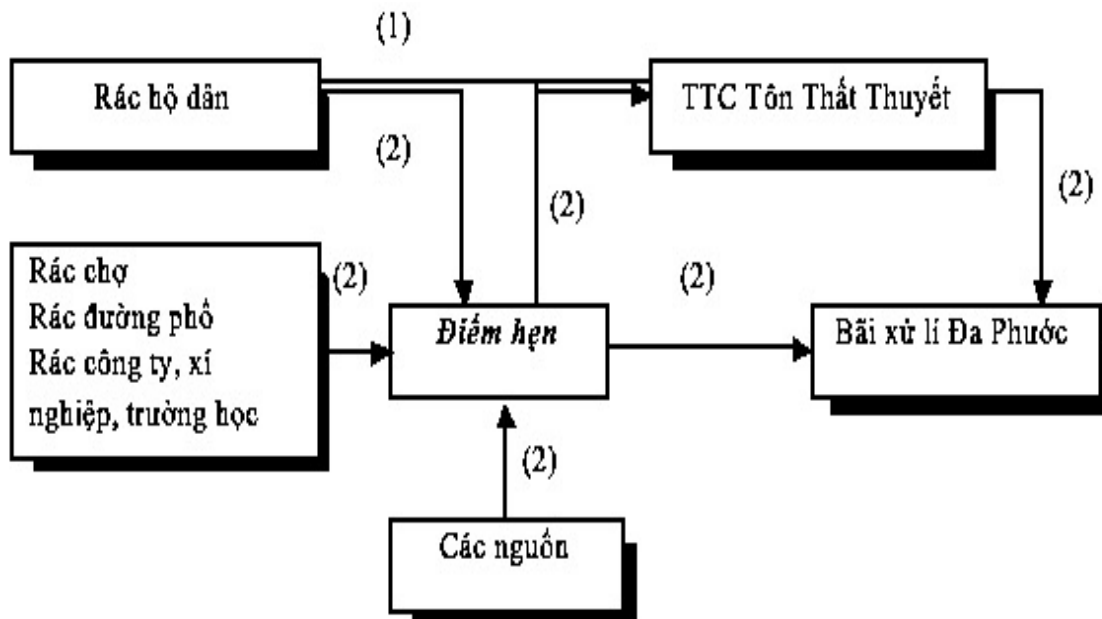 (1)
Rác hộ dân
TTC Tôn Thất Thuyết
(2)
(2)
(2)
Rác chợ
Rác đường phố
Rác công ty, xí
nghiệp, trường học
(2)
(2)
Điểm hẹn
Bãi xử lí Đa Phước
(2)
Các nguồn